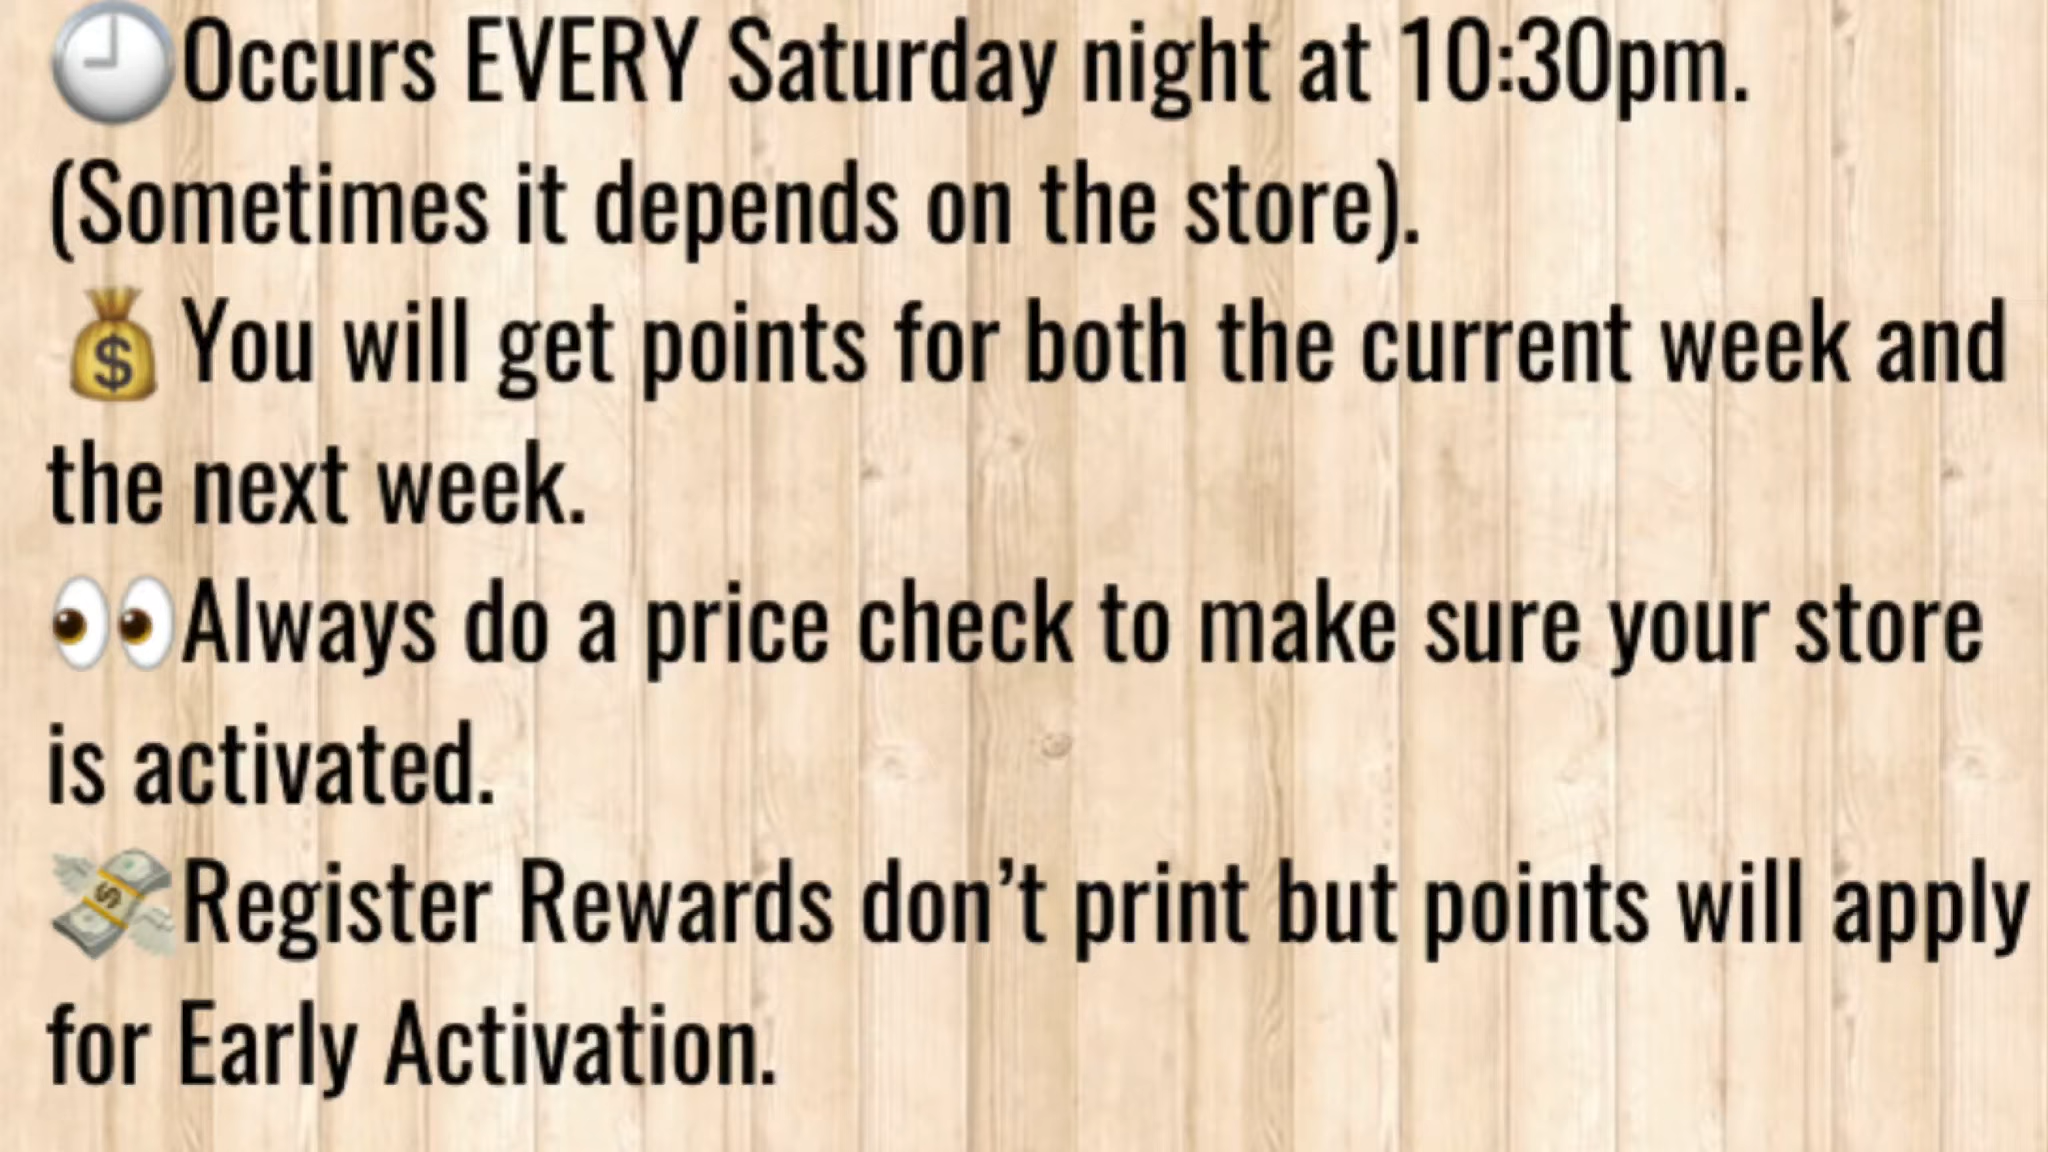 🕘Occurs EVERY Saturday night at 10:30pm.
(Sometimes it depends on the store).
💰You will get points for both the current week and
the next week.
👀Always do a price check to make sure your store
is activated.
💸Register Rewards don’t print but points will apply
for Early Activation.